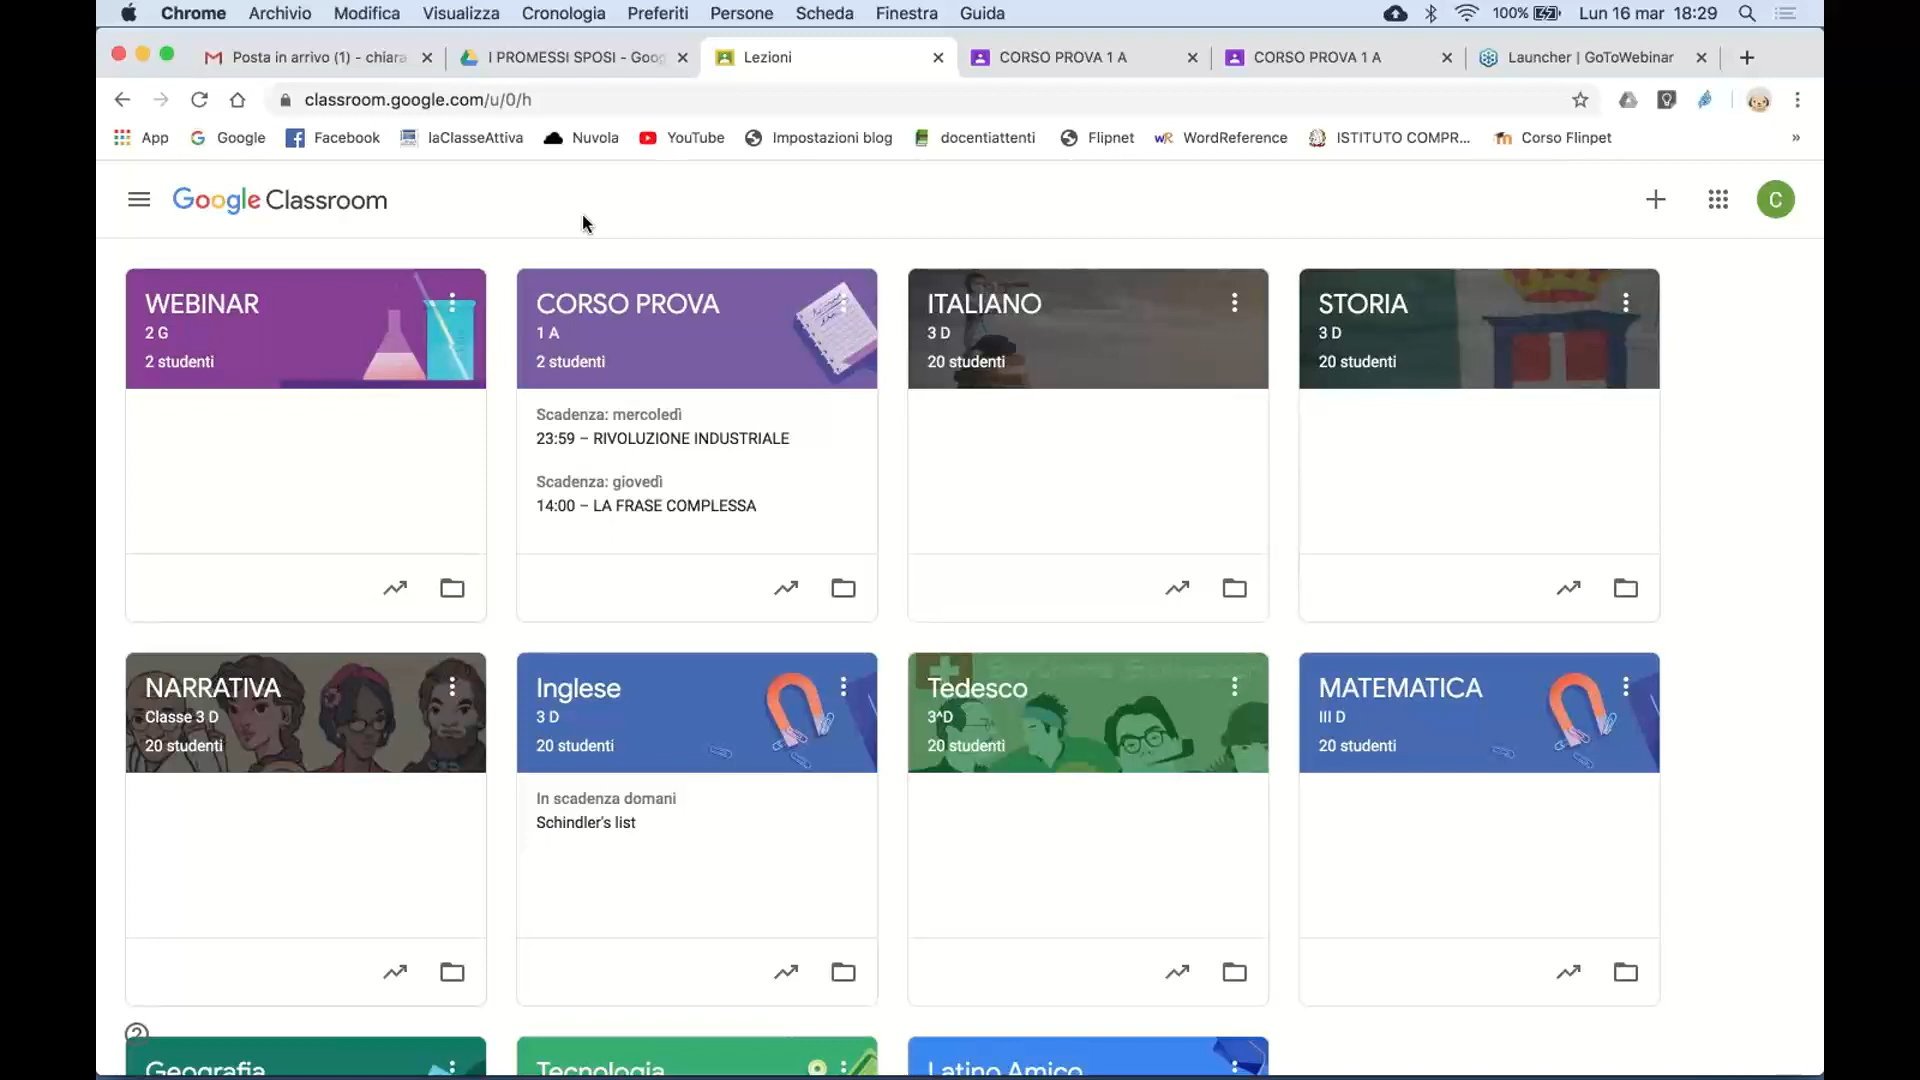 Chrome Archivio Modifica Visualizza Cronologia Preferiti Persone Scheda Finestra Guida 100% Lun 16 mar 18:29
Posta in arrivo (1) - chiara I PROMESSI SPOSI - Goog Lezioni CORSO PROVA 1 A CORSO PROVA 1 A Launcher | GoToWebinar
classroom.google.com/u/0/h
App Google Facebook laClasseAttiva Nuvola YouTube Impostazioni blog docentiattenti Flipnet WordReference ISTITUTO COMPR... Corso Flinpet »
Google Classroom C
WEBINAR
2 G
2 studenti
CORSO PROVA
1 A
2 studenti
Scadenza: mercoledì
23:59 – RIVOLUZIONE INDUSTRIALE
Scadenza: giovedì
14:00 – LA FRASE COMPLESSA
ITALIANO
3 D
20 studenti
STORIA
3 D
20 studenti
NARRATIVA
Classe 3 D
20 studenti
Inglese
3 D
20 studenti
In scadenza domani
Schindler's list
Tedesco
3^D
20 studenti
MATEMATICA
III D
20 studenti
Geografia
Tecnologia
Latino Amico